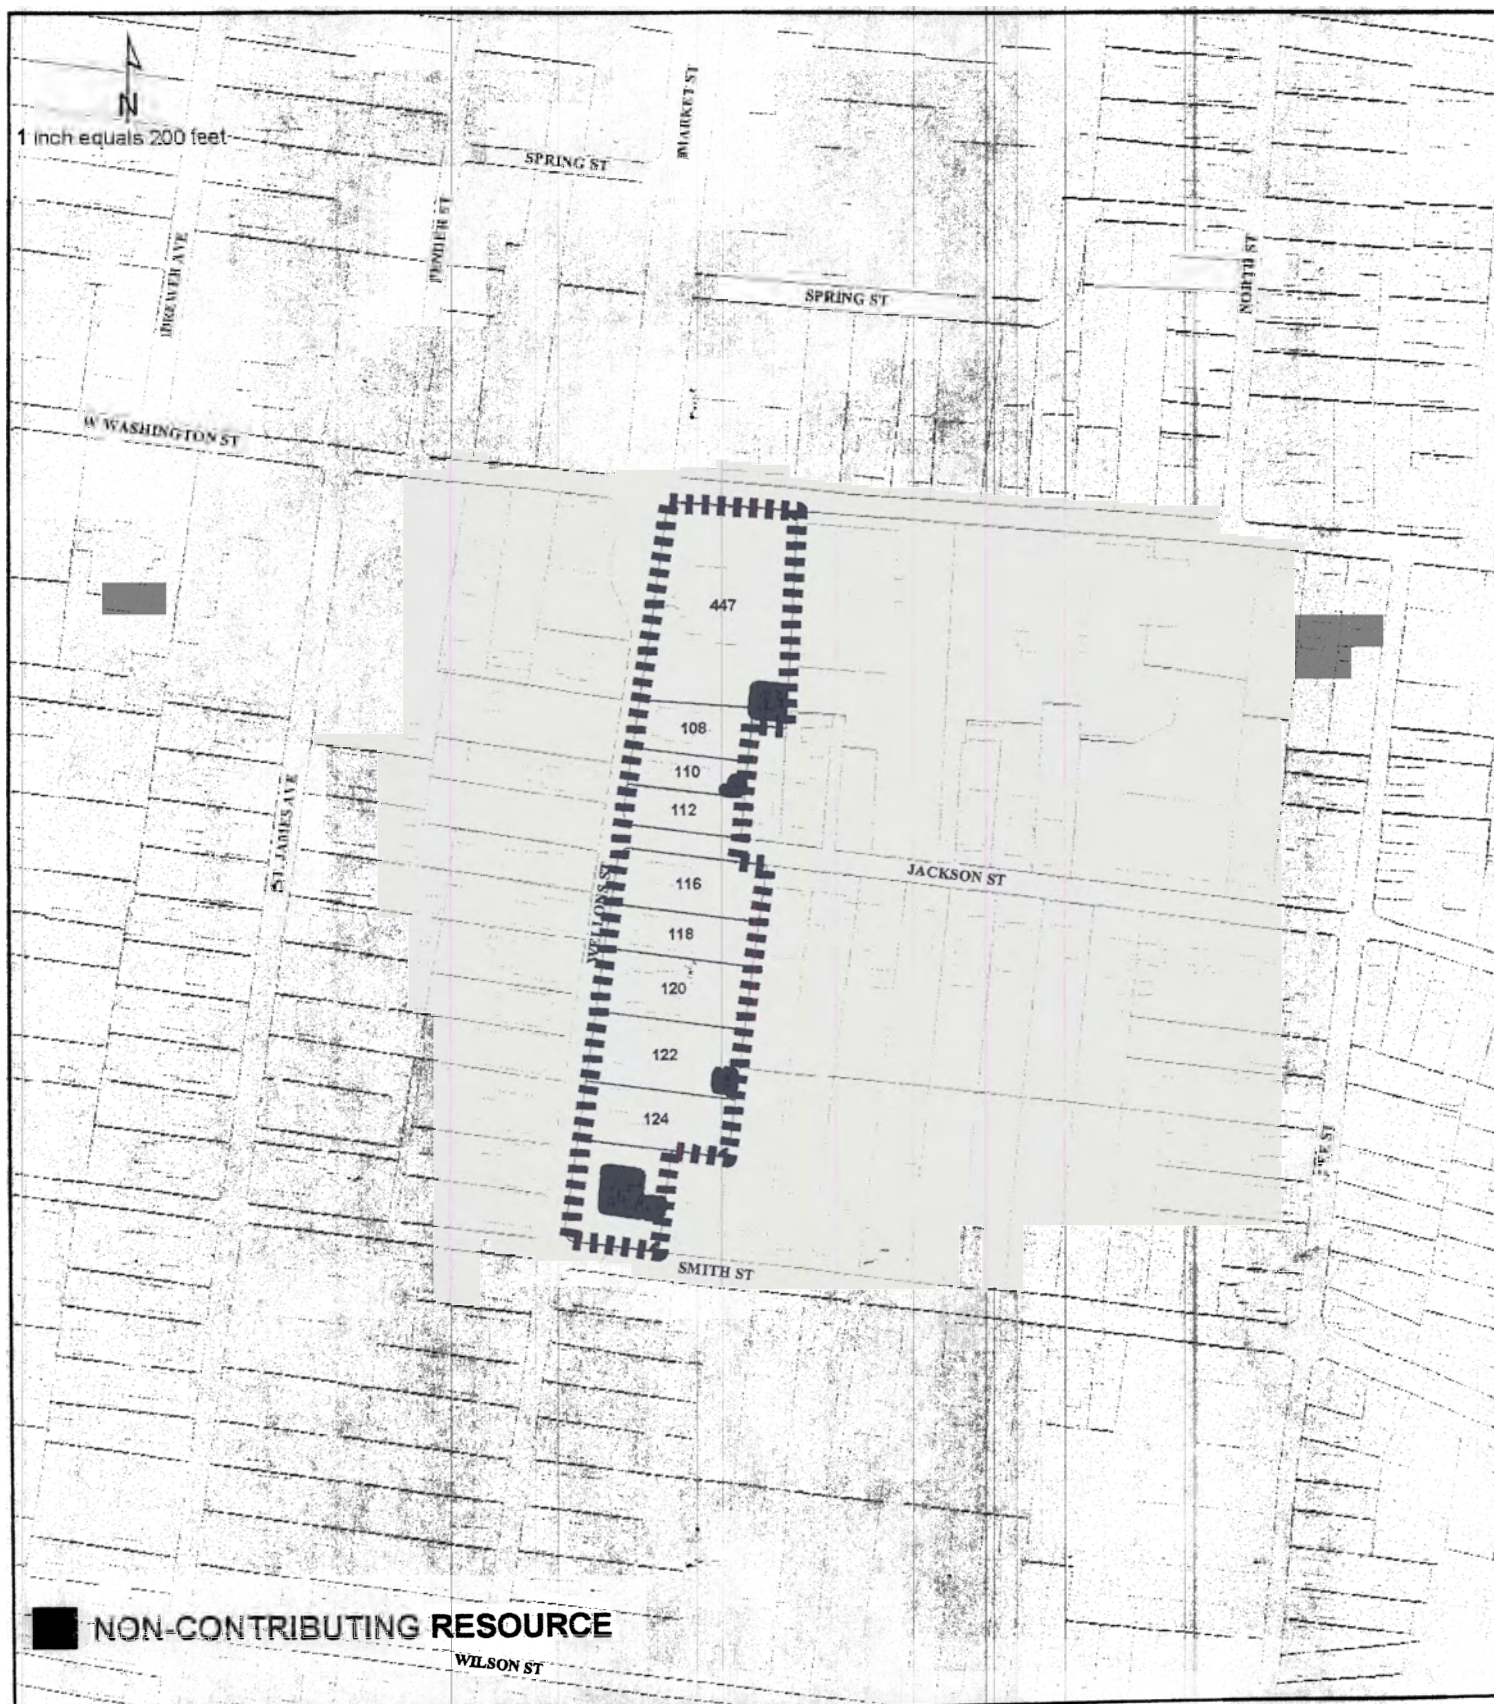 MARKET ST
N
1 inch equals 200 feet
SPRING ST
PENDER ST
BREWER AVE
NORTH ST
SPRING ST
W WASHINGTON ST
447
108
110
112
ST JAMES AVE
116
JACKSON ST
WELLONS ST
118
120
122
124
SMITH ST
NON-CONTRIBUTING RESOURCE
WILSON ST